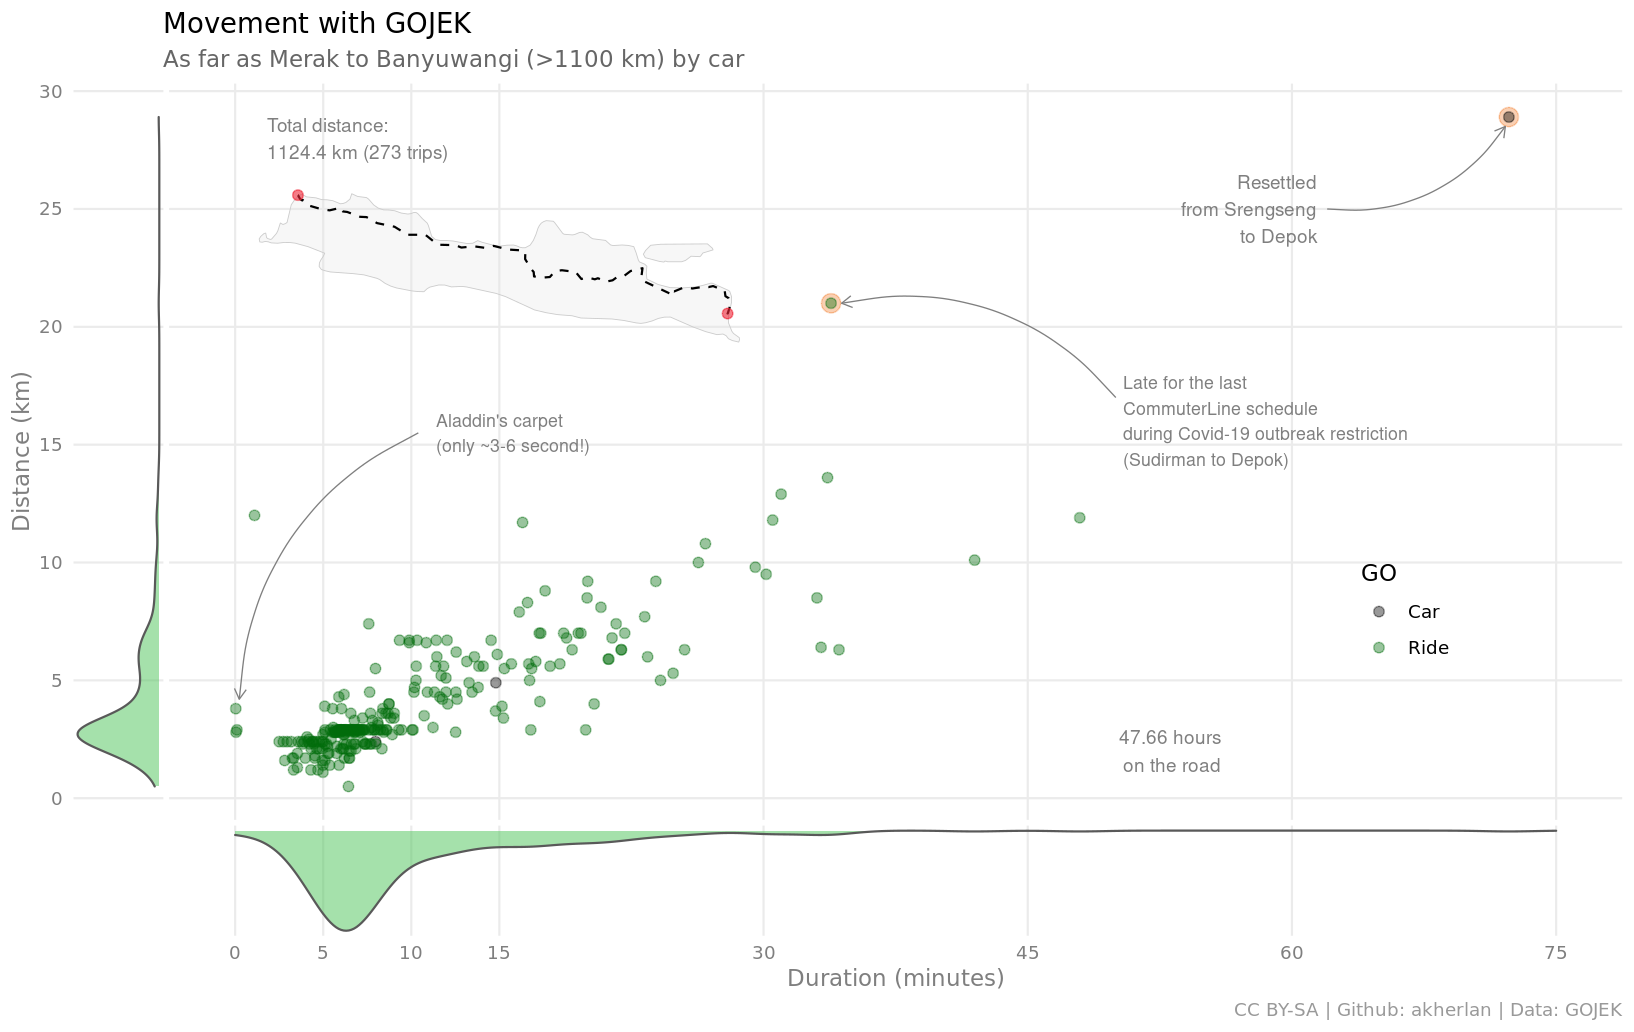 Movement with GOJEK
As far as Merak to Banyuwangi (>1100 km) by car
30
25
20
15
10
5
0
Distance (km)
Total distance:
1124.4 km (273 trips)
Resettled
from Srengseng
to Depok
Late for the last
CommuterLine schedule
during Covid-19 outbreak restriction
(Sudirman to Depok)
Aladdin's carpet
(only ~3-6 second!)
GO
Car
Ride
47.66 hours
on the road
0 5 10 15 30 45 60 75
Duration (minutes)
CC BY-SA | Github: akherlan | Data: GOJEK